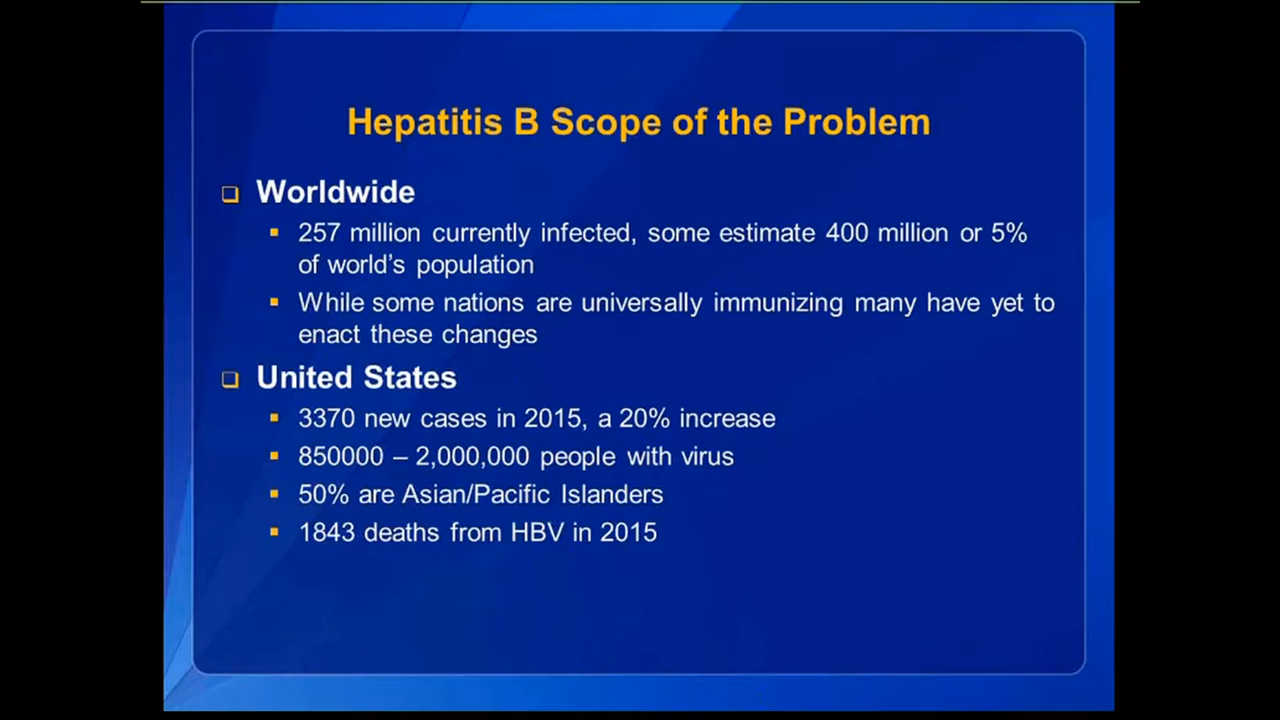 Hepatitis B Scope of the Problem
Worldwide
257 million currently infected, some estimate 400 million or 5%
of world's population
While some nations are universally immunizing many have yet to
enact these changes
United States
3370 new cases in 2015, a 20% increase
850000 – 2,000,000 people with virus
50% are Asian/Pacific Islanders
1843 deaths from HBV in 2015